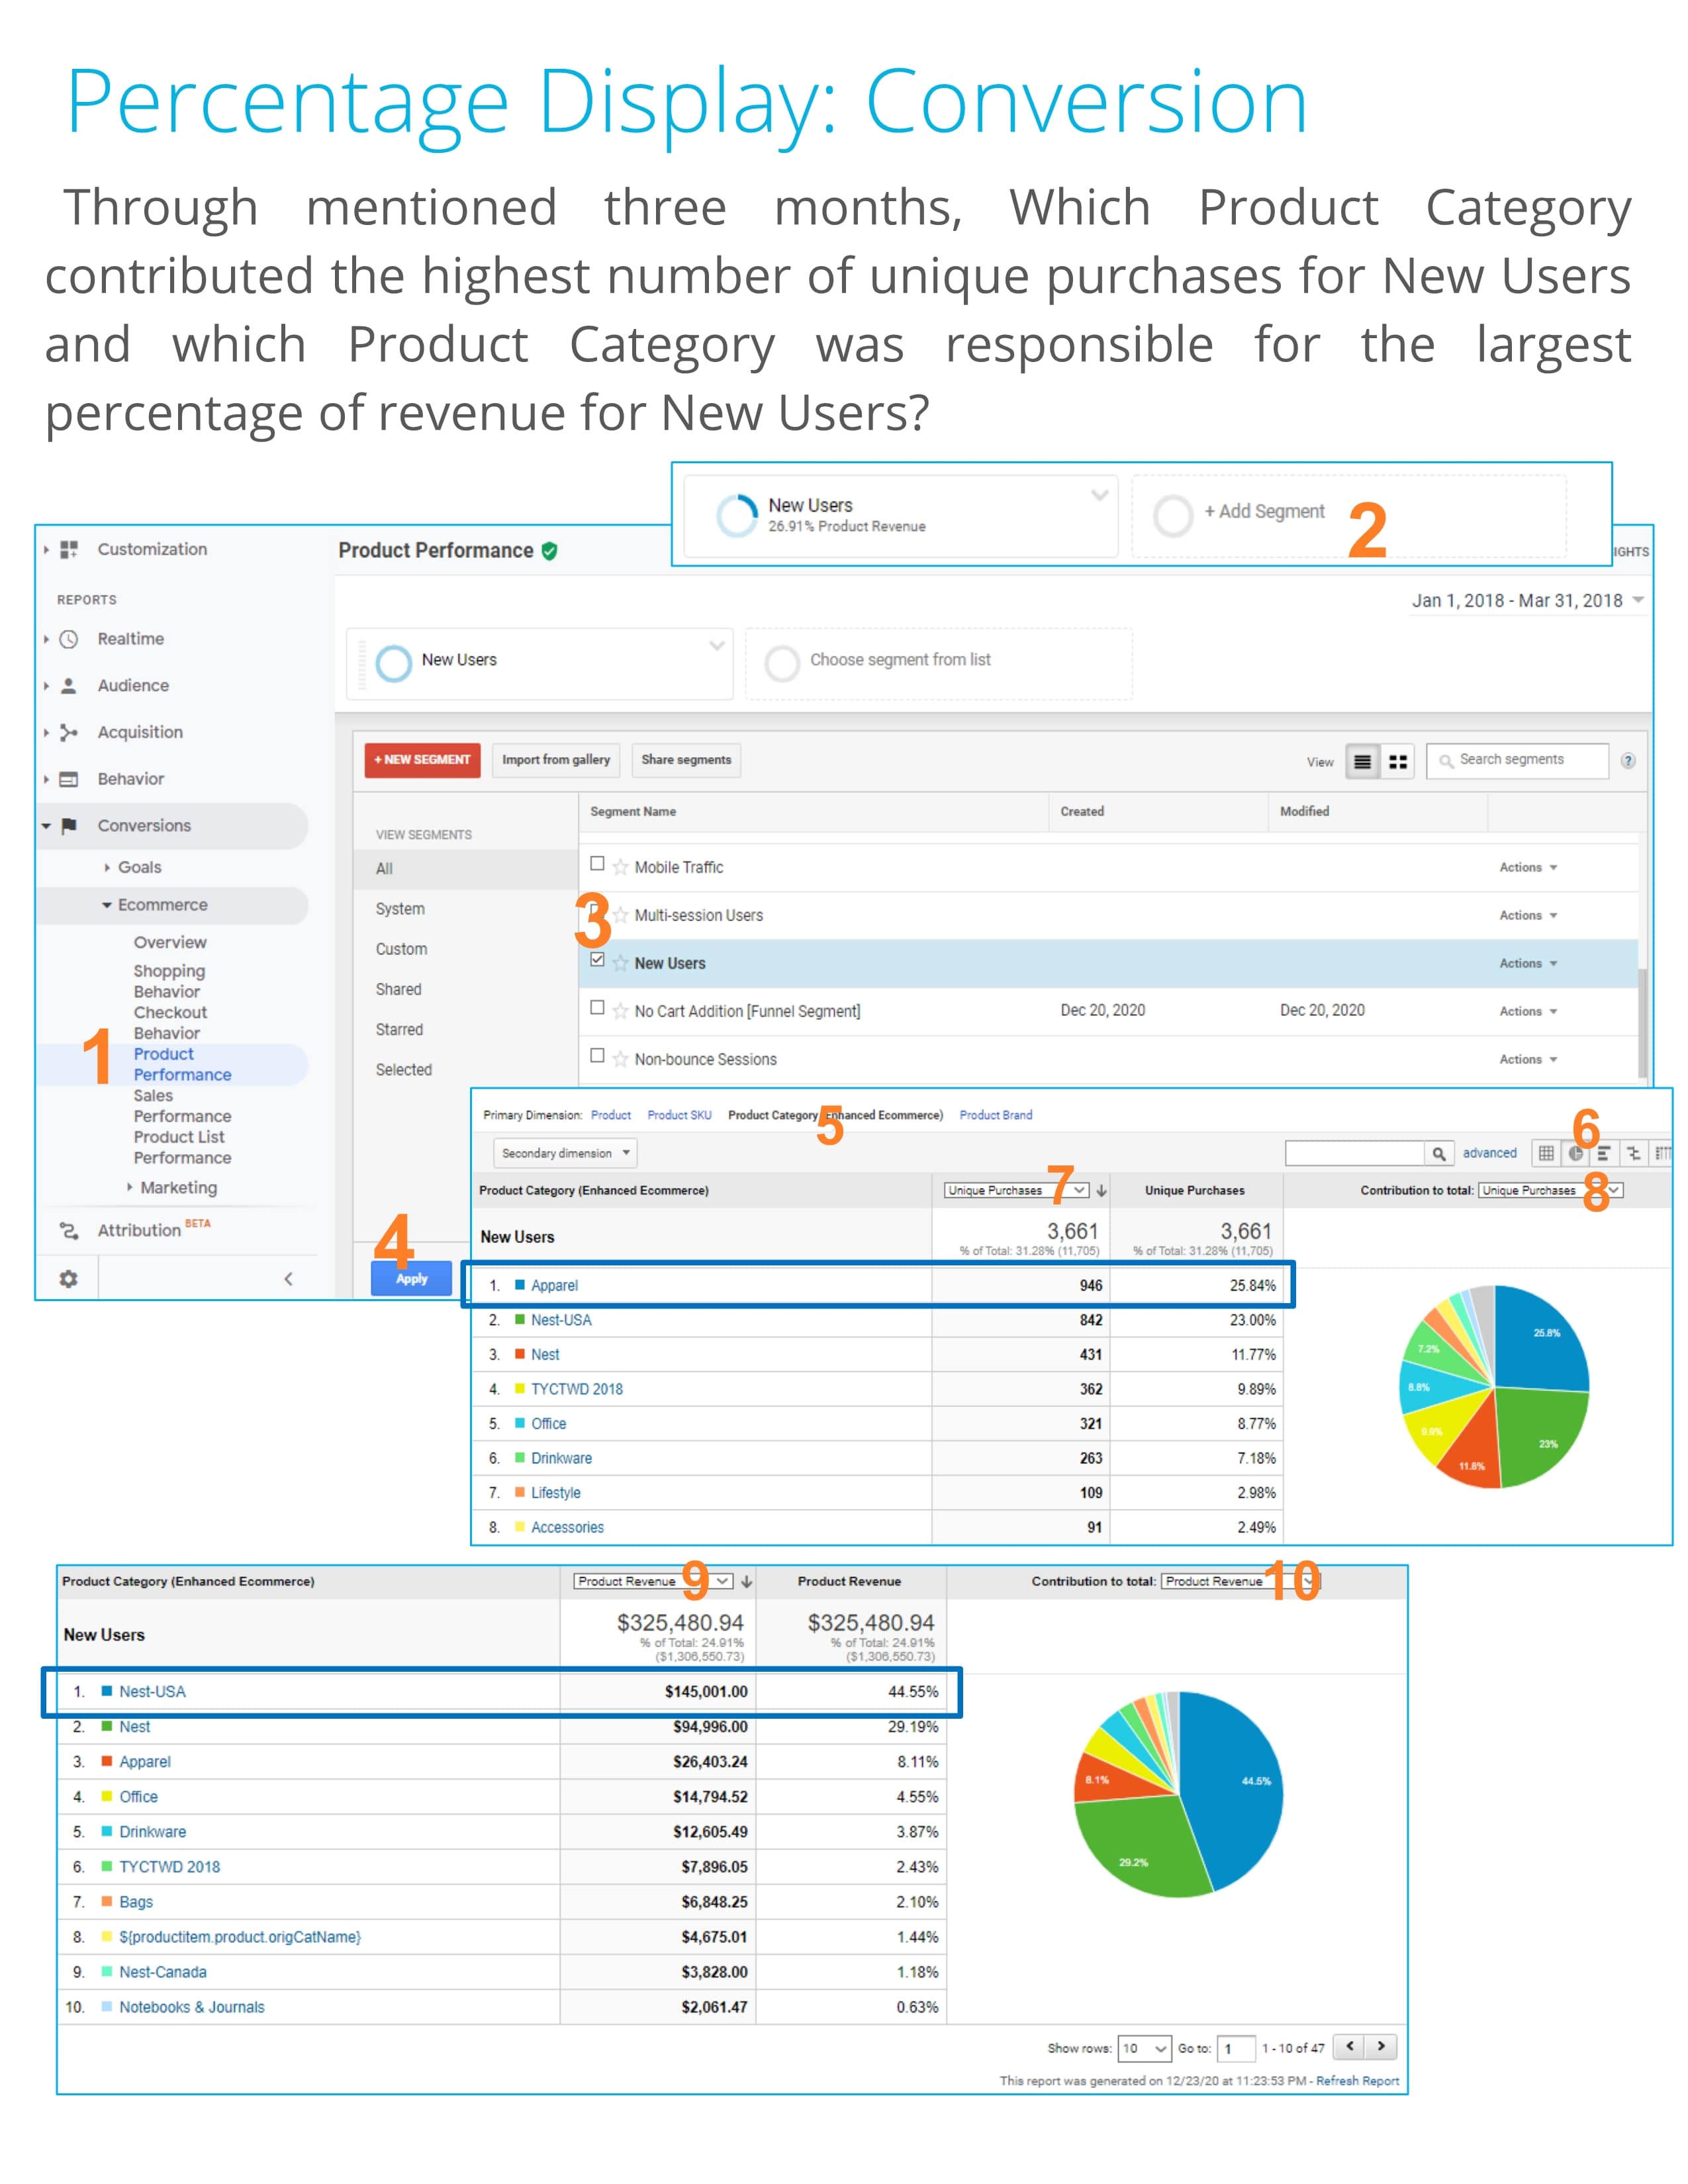 Percentage Display: Conversion
Through mentioned three months, Which Product Category
contributed the highest number of unique purchases for New Users
and which Product Category was responsible for the largest
percentage of revenue for New Users?
New Users
26.91% Product Revenue
+ Add Segment
2
Customization
Product Performance
IGHTS
REPORTS
Jan 1, 2018 - Mar 31, 2018
Realtime
New Users
Choose segment from list
Audience
Acquisition
Behavior
Conversions
Goals
Ecommerce
Overview
Shopping
Behavior
Checkout
Behavior
1
Product
Performance
Sales
Performance
Product List
Performance
Marketing
Attribution BETA
+ NEW SEGMENT
Import from gallery
Share segments
View
Search segments
?
VIEW SEGMENTS
All
System
Custom
Shared
Starred
Selected
Segment Name Created Modified
Mobile Traffic Actions
3
Multi-session Users Actions
New Users Actions
No Cart Addition [Funnel Segment] Dec 20, 2020 Dec 20, 2020 Actions
Non-bounce Sessions Actions
4
Apply
Primary Dimension: Product Product SKU Product Category (Enhanced Ecommerce) Product Brand
5
6
Secondary dimension
advanced
7
8
Product Category (Enhanced Ecommerce) Unique Purchases Unique Purchases Contribution to total: Unique Purchases
New Users 3,661 3,661
% of Total: 31.28% (11,705) % of Total: 31.28% (11,705)
1. Apparel 946 25.84%
2. Nest-USA 842 23.00%
3. Nest 431 11.77%
4. TYCTWD 2018 362 9.89%
5. Office 321 8.77%
6. Drinkware 263 7.18%
7. Lifestyle 109 2.98%
8. Accessories 91 2.49%
25.8%
7.2%
8.8%
9.9%
23%
11.8%
9
10
Product Category (Enhanced Ecommerce) Product Revenue Product Revenue Contribution to total: Product Revenue
New Users $325,480.94 $325,480.94
% of Total: 24.91% % of Total: 24.91%
($1,306,550.73) ($1,306,550.73)
1. Nest-USA $145,001.00 44.55%
2. Nest $94,996.00 29.19%
3. Apparel $26,403.24 8.11%
4. Office $14,794.52 4.55%
5. Drinkware $12,605.49 3.87%
6. TYCTWD 2018 $7,896.05 2.43%
7. Bags $6,848.25 2.10%
8. ${productitem.product.origCatName} $4,675.01 1.44%
9. Nest-Canada $3,828.00 1.18%
10. Notebooks & Journals $2,061.47 0.63%
8.1%
44.5%
29.2%
Show rows: 10 Go to: 1 1 - 10 of 47
This report was generated on 12/23/20 at 11:23:53 PM - Refresh Report